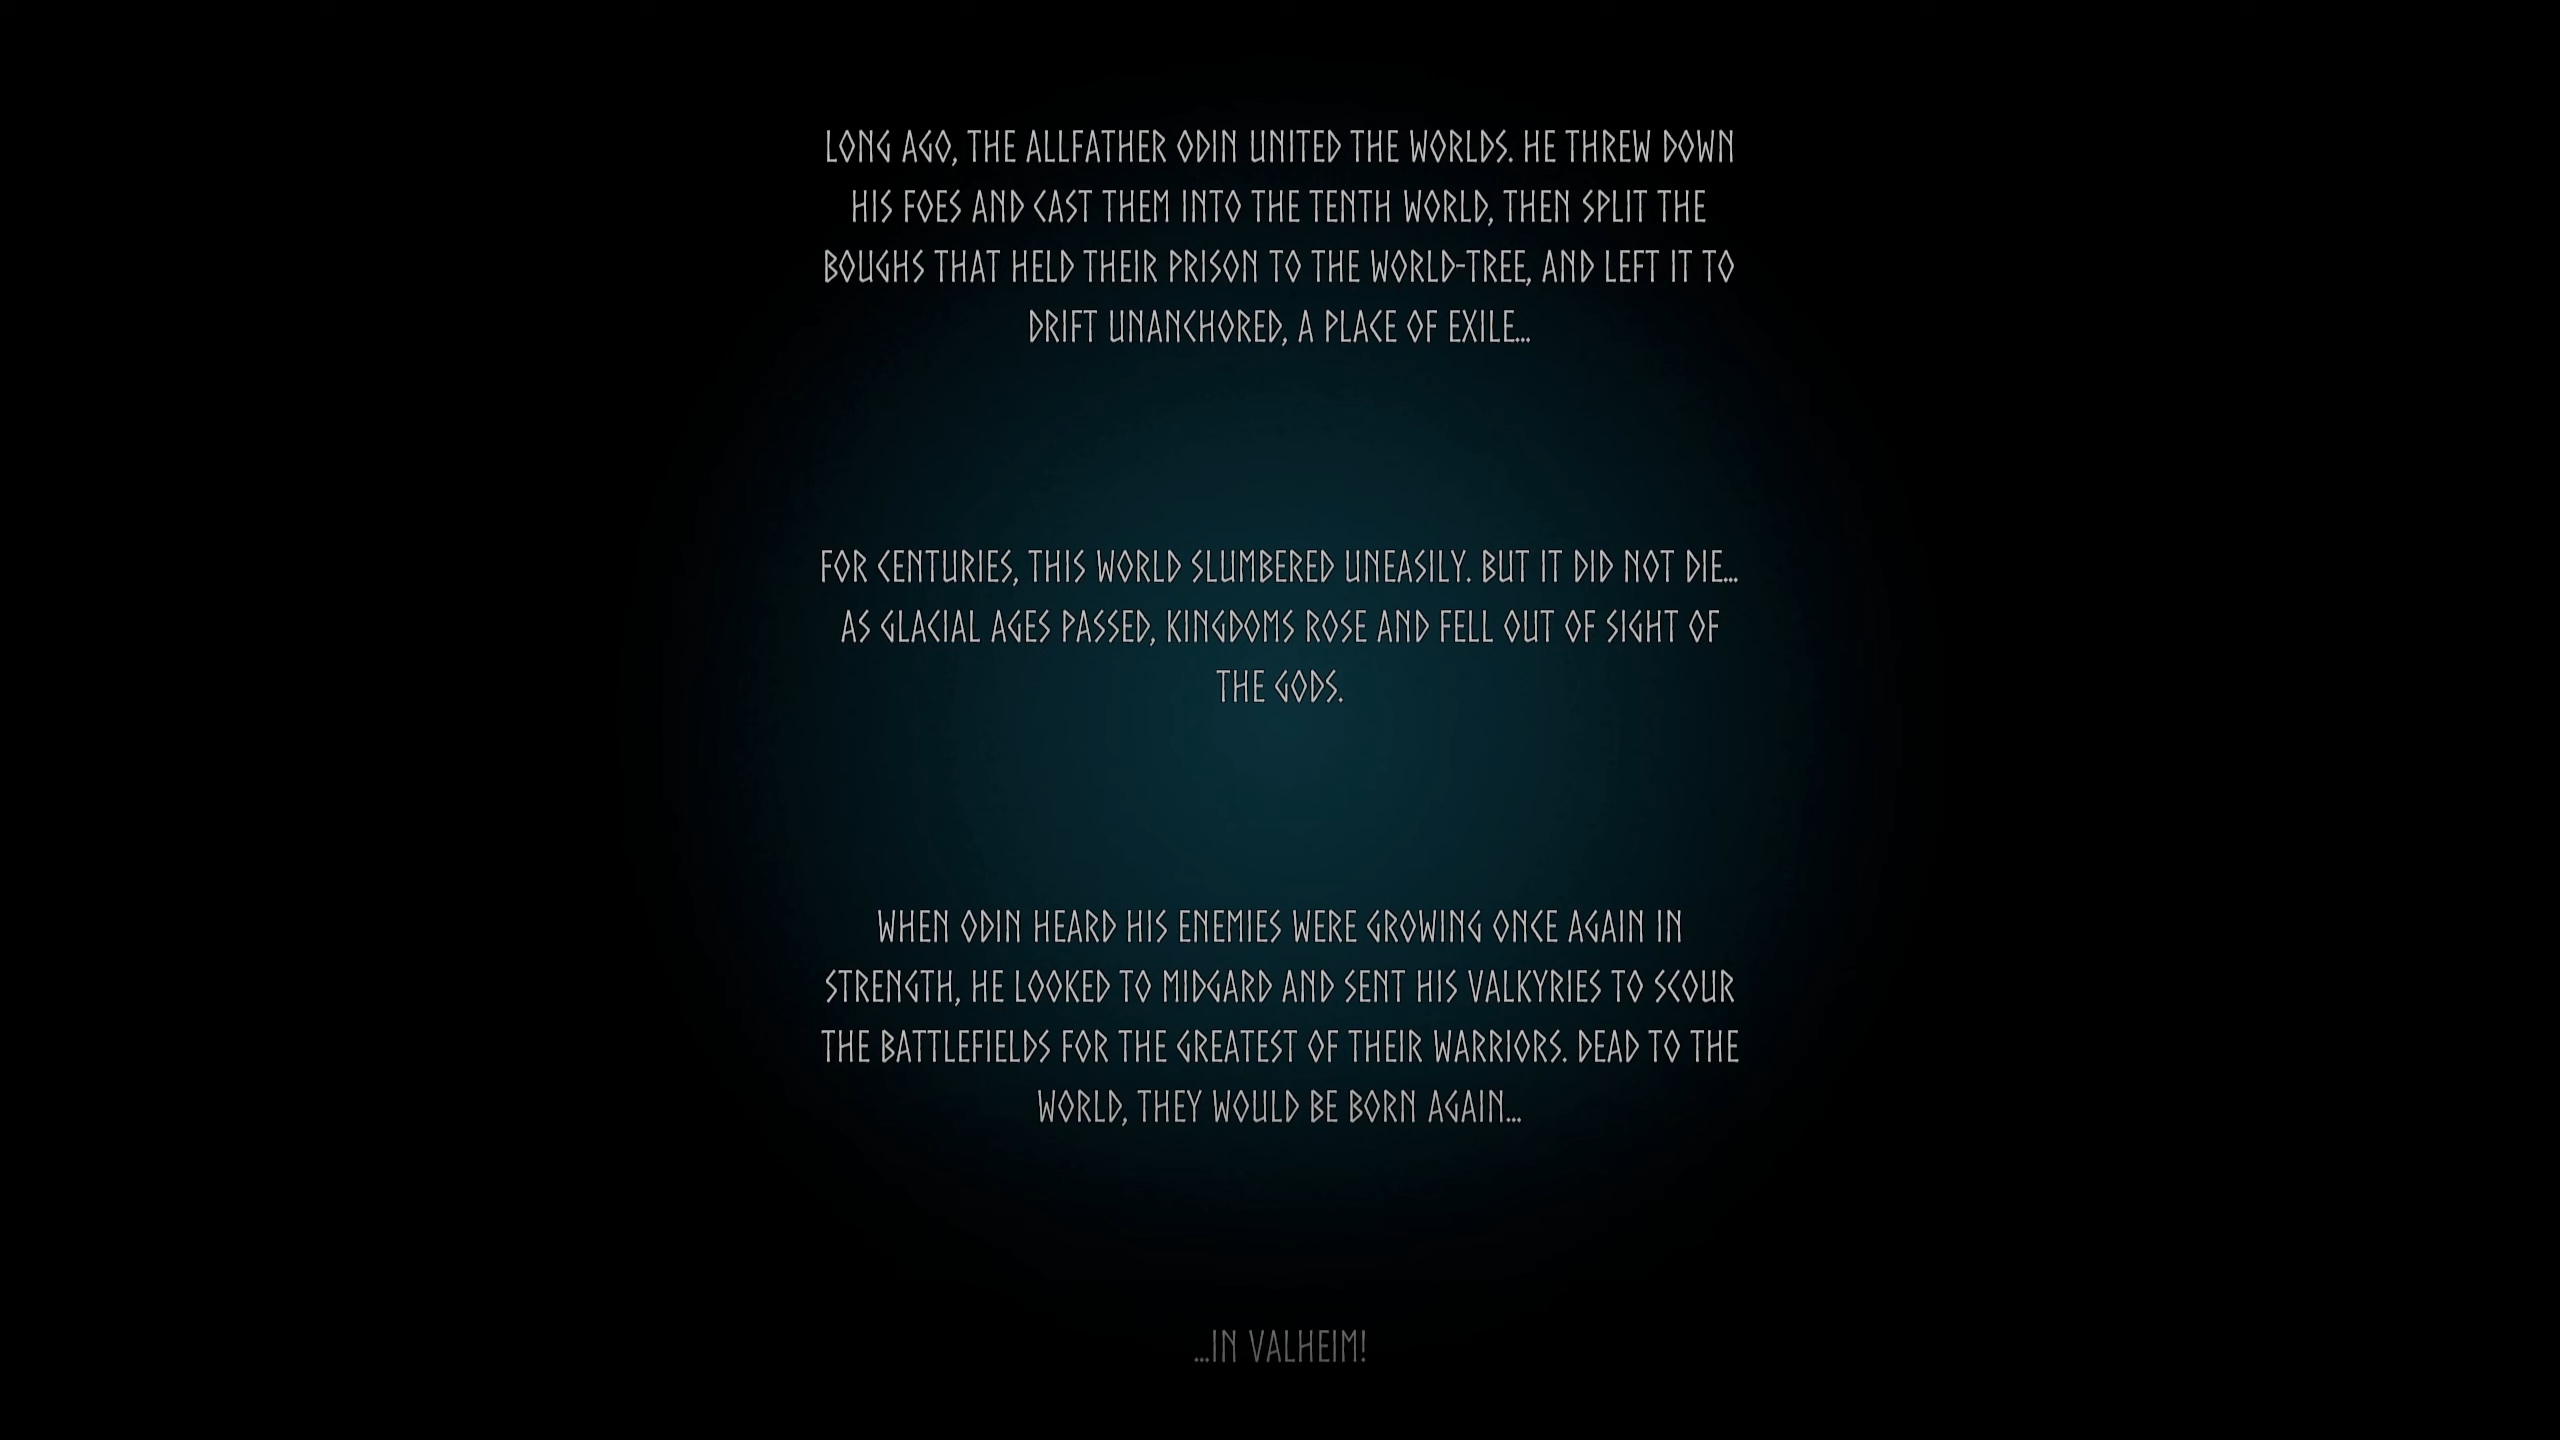 LONG AGO, THE ALLFATHER ODIN UNITED THE WORLDS. HE THREW DOWN
HIS FOES AND CAST THEM INTO THE TENTH WORLD, THEN SPLIT THE
BOUGHS THAT HELD THEIR PRISON TO THE WORLD-TREE, AND LEFT IT TO
DRIFT UNANCHORED, A PLACE OF EXILE...
FOR CENTURIES, THIS WORLD SLUMBERED UNEASILY. BUT IT DID NOT DIE...
AS GLACIAL AGES PASSED, KINGDOMS ROSE AND FELL OUT OF SIGHT OF
THE GODS.
WHEN ODIN HEARD HIS ENEMIES WERE GROWING ONCE AGAIN IN
STRENGTH, HE LOOKED TO MIDGARD AND SENT HIS VALKYRIES TO SCOUR
THE BATTLEFIELDS FOR THE GREATEST OF THEIR WARRIORS. DEAD TO THE
WORLD, THEY WOULD BE BORN AGAIN...
...IN VALHEIM!